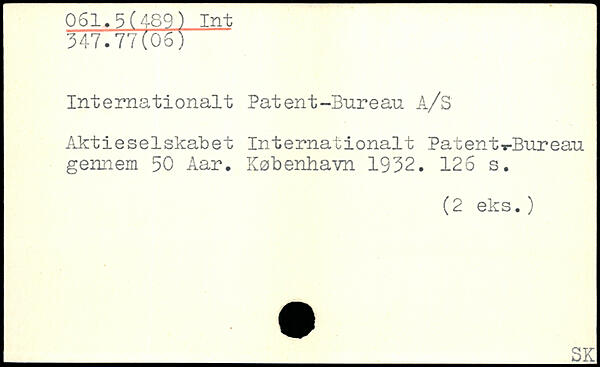 061.5(489) Int
347.77(06)
Internationalt Patent-Bureau A/S
Aktieselskabet Internationalt Patent-Bureau
gennem 50 Aar. København 1932. 126 s.
(2 eks.)
SK